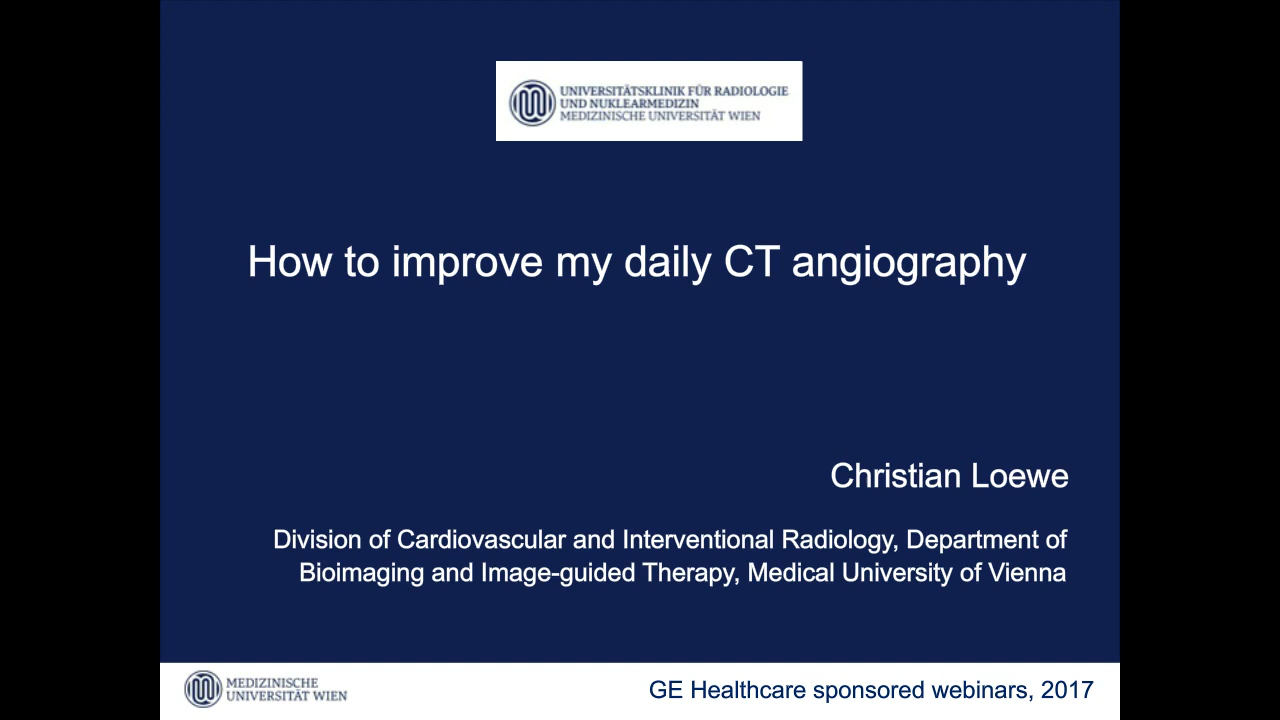 UNIVERSITÄTSKLINIK FÜR RADIOLOGIE
UND NUKLEARMEDIZIN
MEDIZINISCHE UNIVERSITÄT WIEN
How to improve my daily CT angiography
Christian Loewe
Division of Cardiovascular and Interventional Radiology, Department of
Bioimaging and Image-guided Therapy, Medical University of Vienna
MEDIZINISCHE
UNIVERSITÄT WIEN
GE Healthcare sponsored webinars, 2017